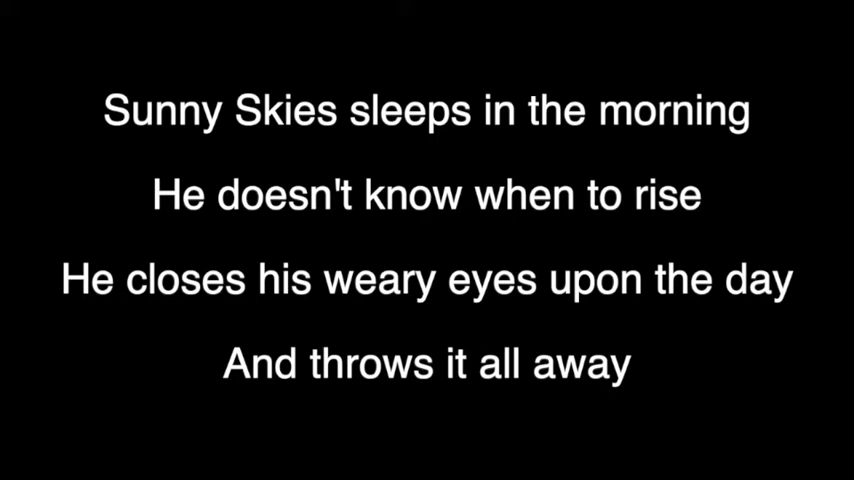 Sunny Skies sleeps in the morning
He doesn't know when to rise
He closes his weary eyes upon the day
And throws it all away